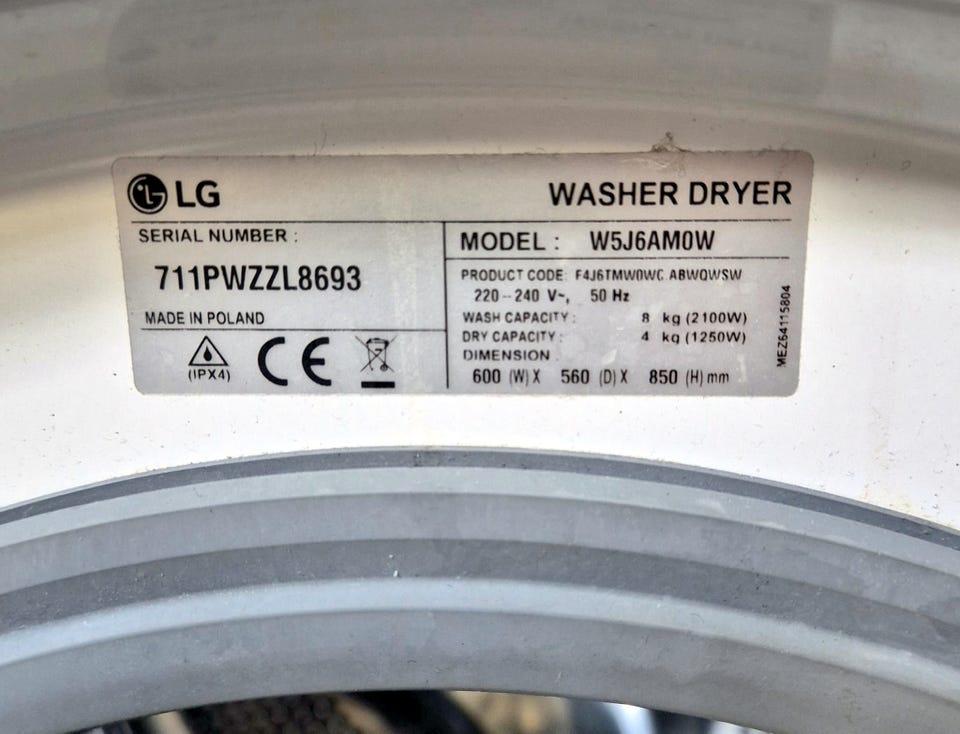 LG
WASHER DRYER
SERIAL NUMBER :
711PWZZL8693
MADE IN POLAND
(IPX4)
CE
MODEL : W5J6AM0W
PRODUCT CODE: F4J6TMW0WC ABWQWSW
220 - 240 V~, 50 Hz
WASH CAPACITY : 8 kg (2100W)
DRY CAPACITY : 4 kg (1250W)
DIMENSION
600 (W) X 560 (D) X 850 (H) mm
MEZ64115804